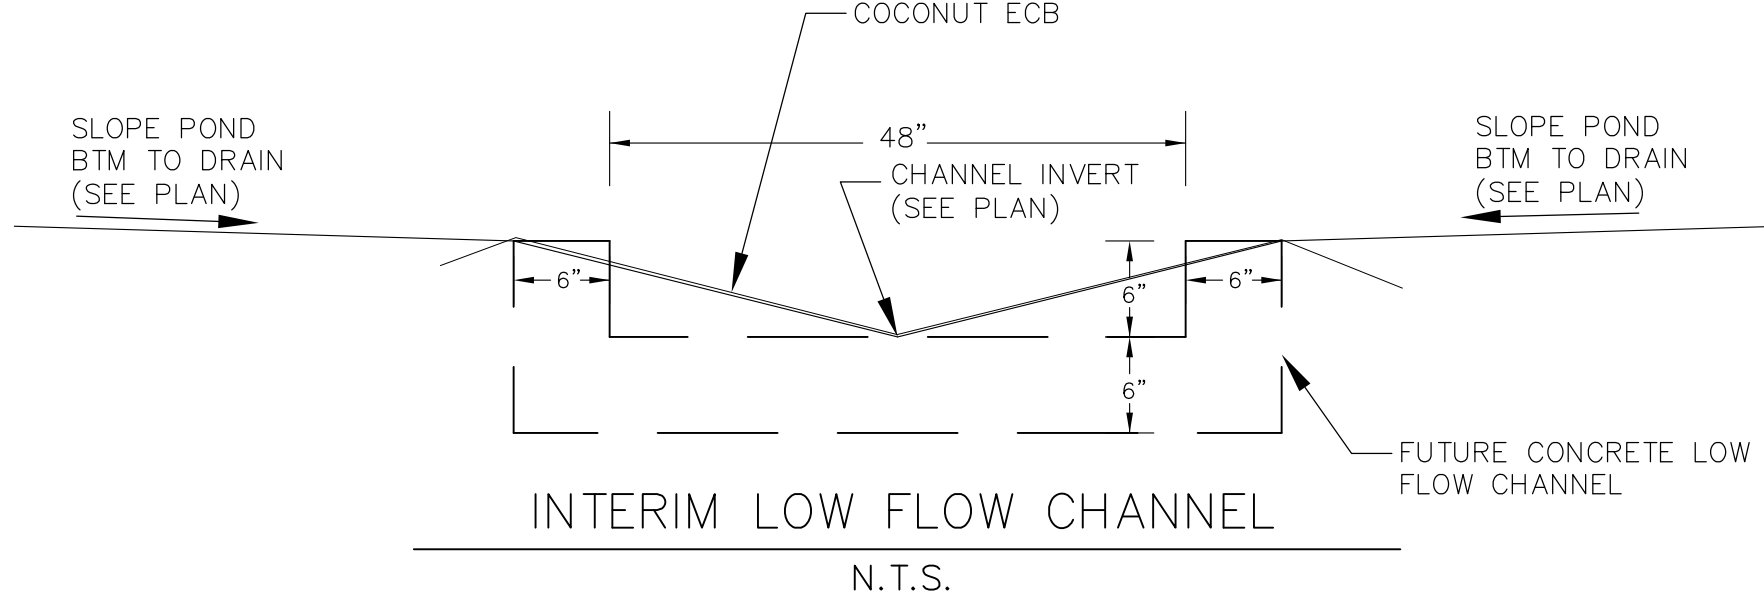 COCONUT ECB
SLOPE POND
BTM TO DRAIN
(SEE PLAN)
48"
CHANNEL INVERT
(SEE PLAN)
SLOPE POND
BTM TO DRAIN
(SEE PLAN)
6"
6"
6"
6"
FUTURE CONCRETE LOW
FLOW CHANNEL
INTERIM LOW FLOW CHANNEL
N.T.S.